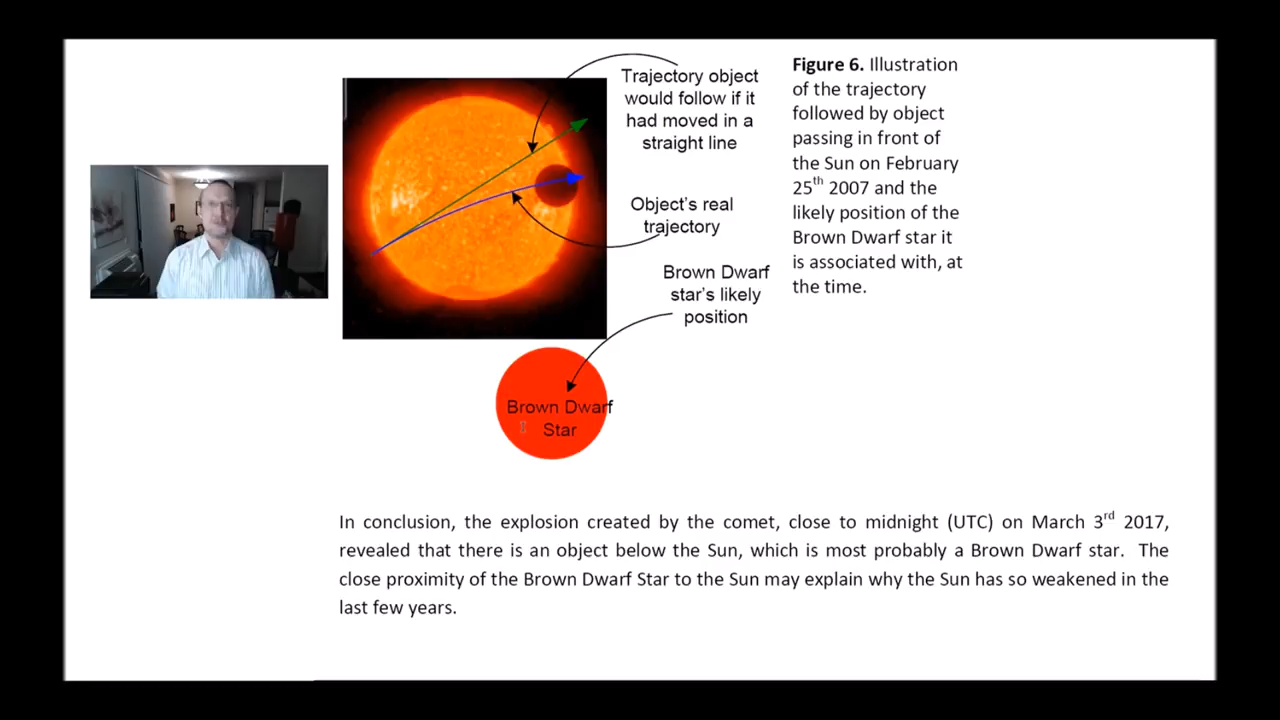 Trajectory object
would follow if it
had moved in a
straight line
Object's real
trajectory
Brown Dwarf
star's likely
position
Brown Dwarf
Star
Figure 6. Illustration
of the trajectory
followed by object
passing in front of
the Sun on February
25th 2007 and the
likely position of the
Brown Dwarf star it
is associated with, at
the time.
In conclusion, the explosion created by the comet, close to midnight (UTC) on March 3rd 2017,
revealed that there is an object below the Sun, which is most probably a Brown Dwarf star. The
close proximity of the Brown Dwarf Star to the Sun may explain why the Sun has so weakened in the
last few years.